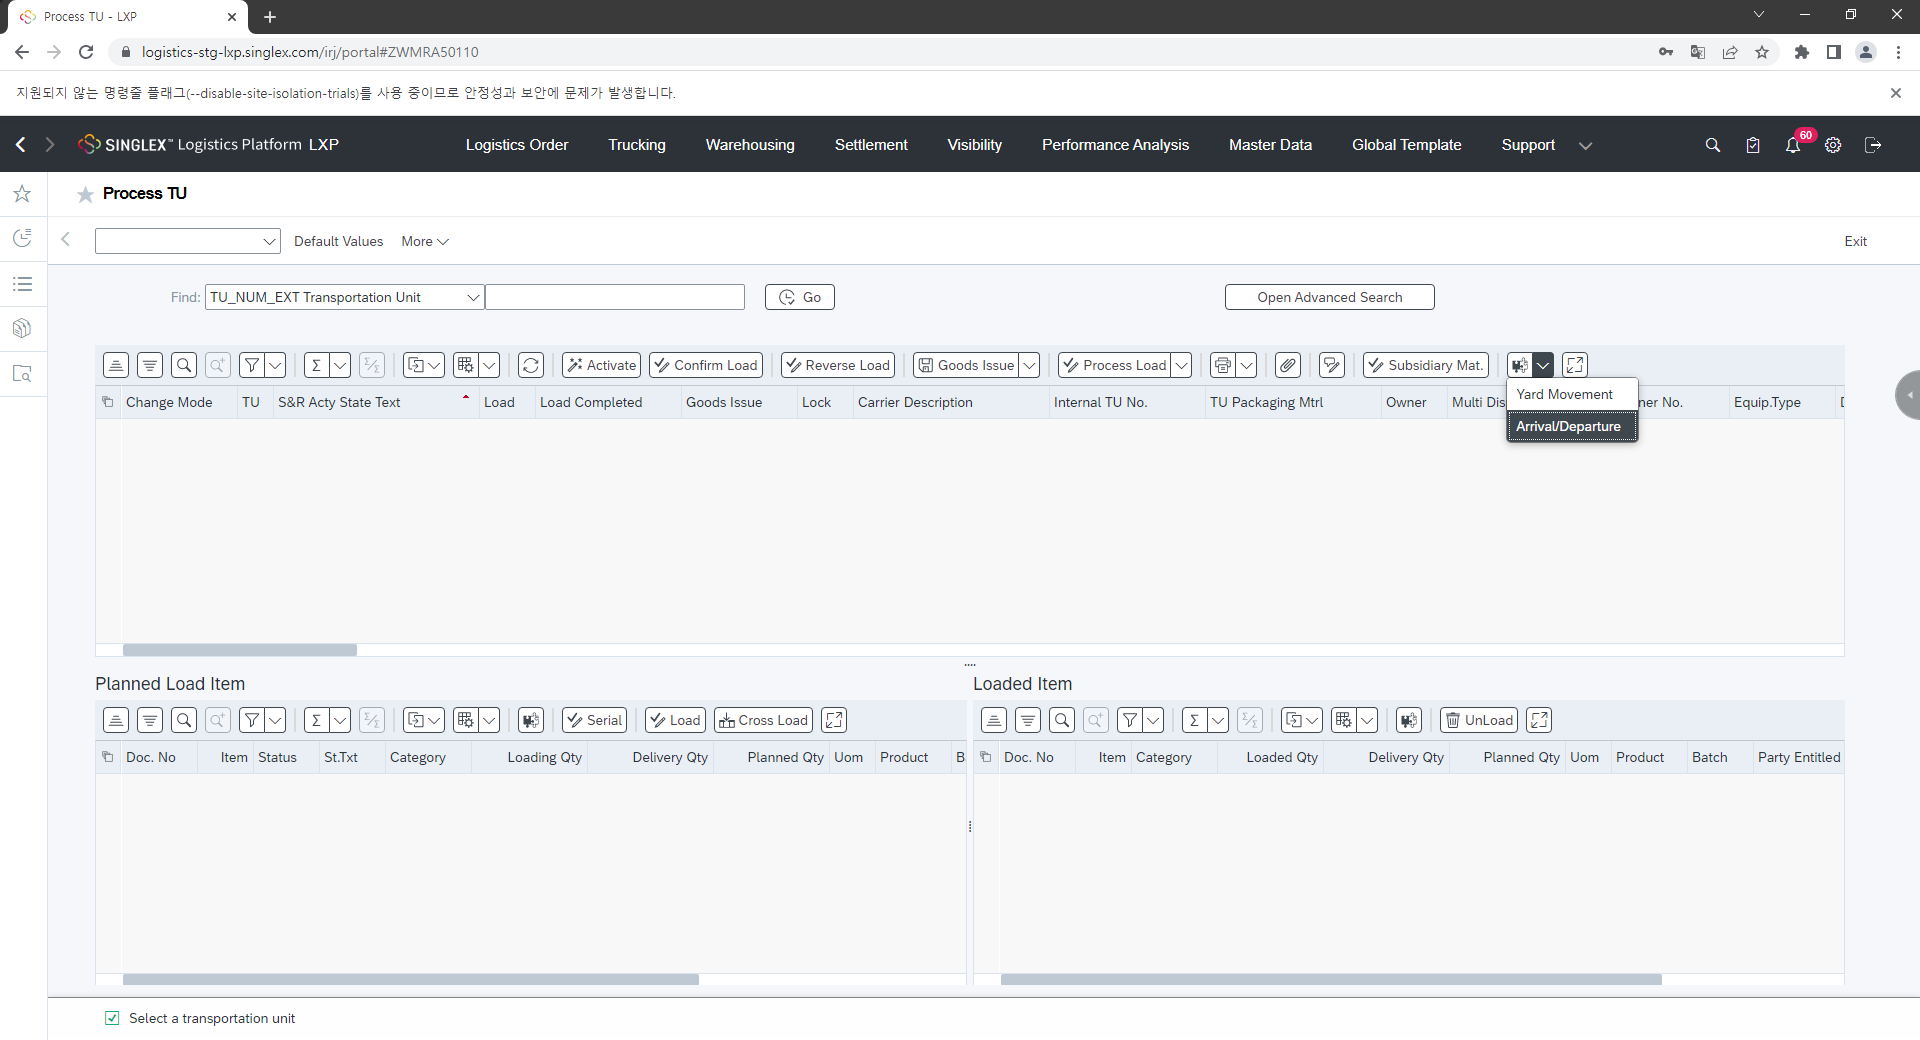 Process TU - LXP
logistics-stg-lxp.singlex.com/irj/portal#ZWMRA50110
지원되지 않는 명령줄 플래그(--disable-site-isolation-trials)를 사용 중이므로 안정성과 보안에 문제가 발생합니다.
SINGLEX™ Logistics Platform LXP
Logistics Order
Trucking
Warehousing
Settlement
Visibility
Performance Analysis
Master Data
Global Template
Support
60
Process TU
Default Values
More
Exit
Find:
TU_NUM_EXT Transportation Unit
Go
Open Advanced Search
Activate
Confirm Load
Reverse Load
Goods Issue
Process Load
Subsidiary Mat.
Yard Movement
Arrival/Departure
Change Mode
TU
S&R Acty State Text
Load
Load Completed
Goods Issue
Lock
Carrier Description
Internal TU No.
TU Packaging Mtrl
Owner
Multi Dis
ner No.
Equip.Type
Planned Load Item
Serial
Load
Cross Load
Doc. No
Item
Status
St.Txt
Category
Loading Qty
Delivery Qty
Planned Qty
Uom
Product
B
Loaded Item
UnLoad
Doc. No
Item
Category
Loaded Qty
Delivery Qty
Planned Qty
Uom
Product
Batch
Party Entitled
Select a transportation unit